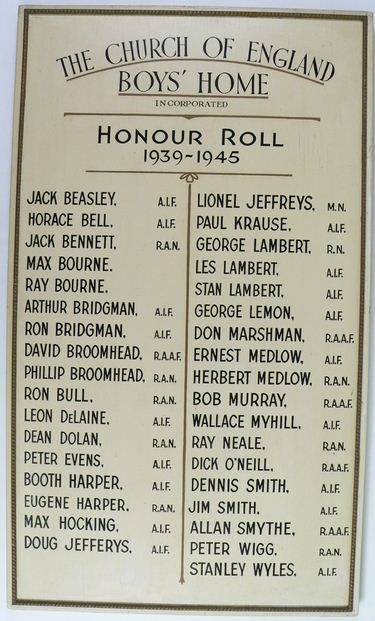 THE CHURCH OF ENGLAND
BOYS' HOME
INCORPORATED
HONOUR ROLL
1939~1945
JACK BEASLEY. A.I.F.
HORACE BELL. A.I.F.
JACK BENNETT. R.A.N.
MAX BOURNE.
RAY BOURNE.
ARTHUR BRIDGMAN. A.I.F.
RON BRIDGMAN. A.I.F.
DAVID BROOMHEAD. R.A.A.F.
PHILLIP BROOMHEAD. R.A.N.
RON BULL. R.A.N.
LEON DELAINE. A.I.F.
DEAN DOLAN. R.A.N.
PETER EVENS. A.I.F.
BOOTH HARPER. A.I.F.
EUGENE HARPER. R.A.N.
MAX HOCKING. A.I.F.
DOUG JEFFERYS. A.I.F.
LIONEL JEFFREYS. M.N.
PAUL KRAUSE. A.I.F.
GEORGE LAMBERT. R.N.
LES LAMBERT. A.I.F.
STAN LAMBERT. A.I.F.
GEORGE LEMON. A.I.F.
DON MARSHMAN. R.A.A.F.
ERNEST MEDLOW. A.I.F.
HERBERT MEDLOW. R.A.N.
BOB MURRAY. R.A.A.F.
WALLACE MYHILL. A.I.F.
RAY NEALE. R.A.N.
DICK O'NEILL. R.A.A.F.
DENNIS SMITH. A.I.F.
JIM SMITH. A.I.F.
ALLAN SMYTHE. R.A.A.F.
PETER WIGG. R.A.N.
STANLEY WYLES. A.I.F.